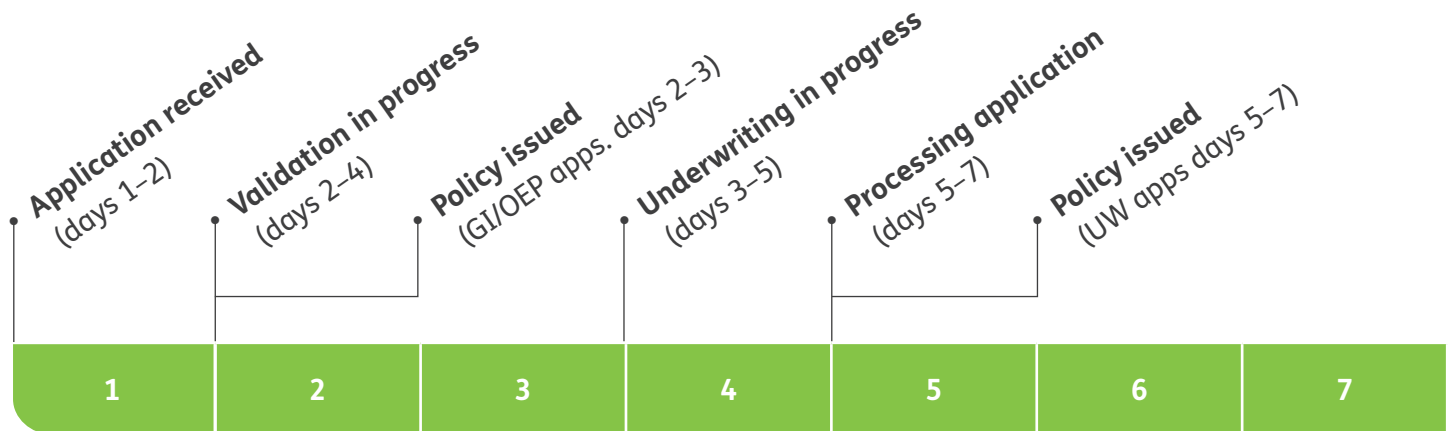 Application received
(days 1–2)
Validation in progress
(days 2–4)
Policy issued
(GI/OEP apps. days 2–3)
Underwriting in progress
(days 3–5)
Processing application
(days 5–7)
Policy issued
(UW apps days 5–7)
1
2
3
4
5
6
7